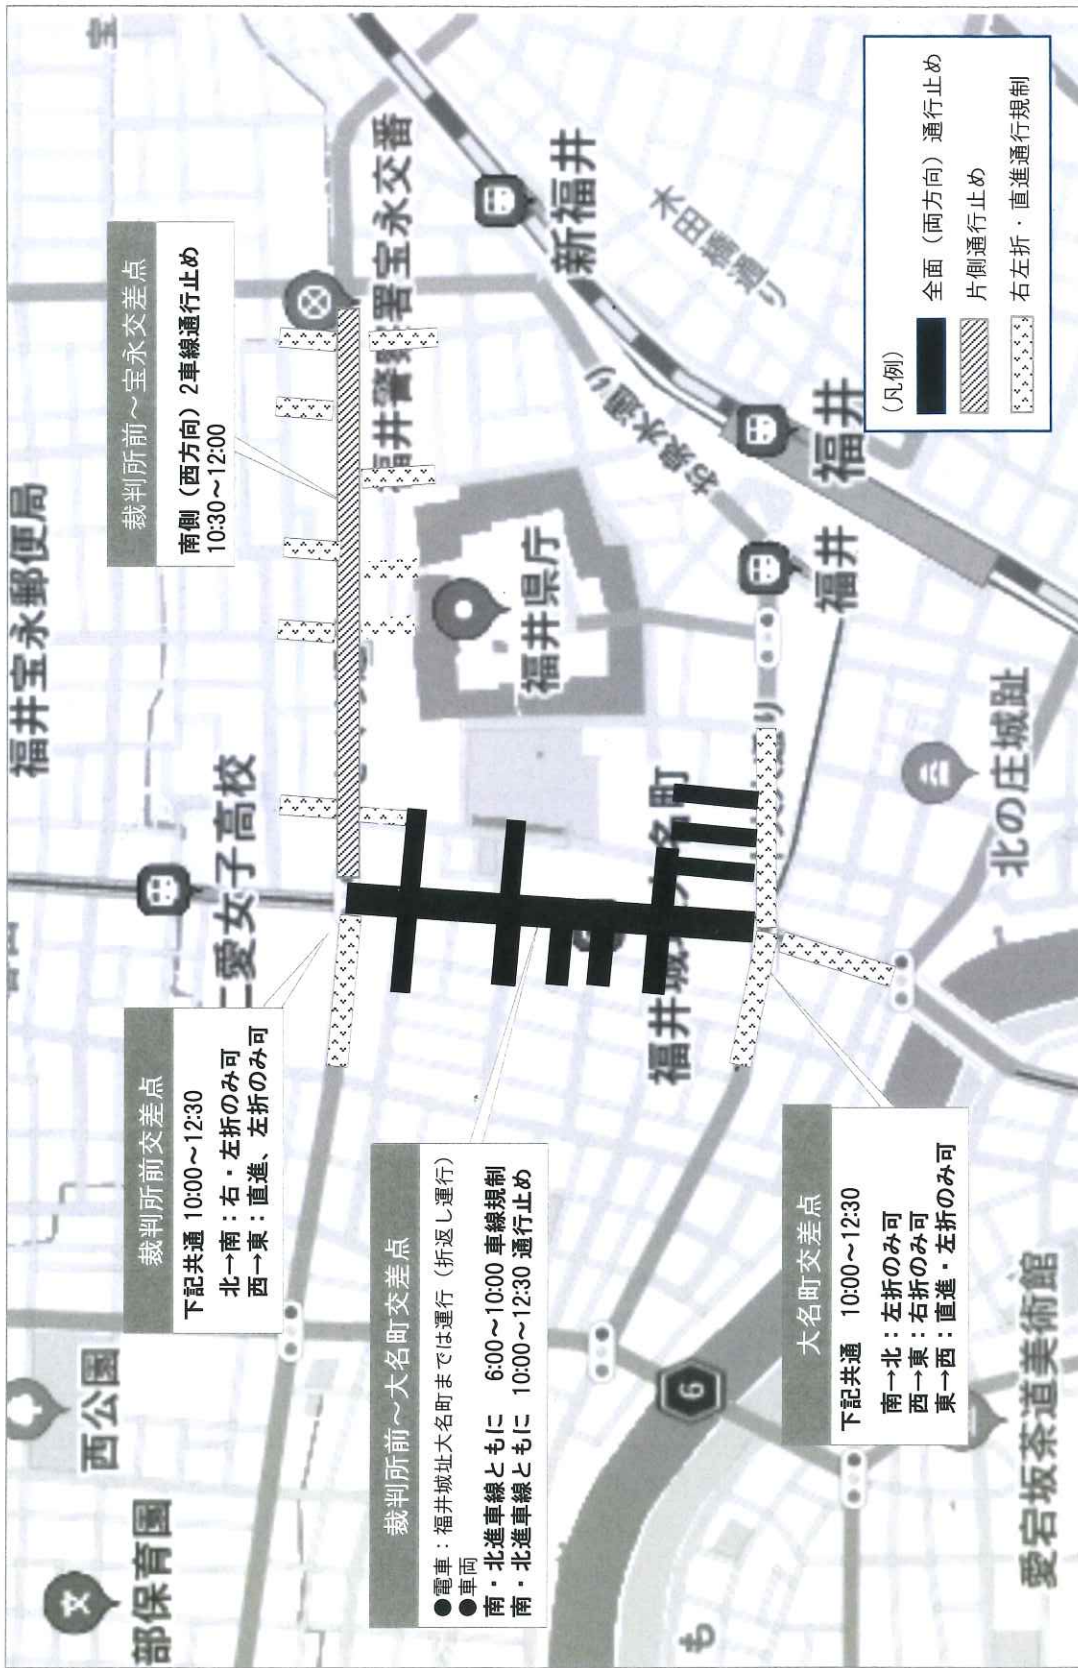 福井宝永郵便局
西公園
部保育園
仁愛女子高校
福井警察署宝永交番
新福井
木田橋通り
お泉水通り
福井県庁
福井
福井
福井城址大名町
北の庄城址
愛宕坂茶道美術館
6
も
宝
裁判所前交差点
下記共通 10:00～12:30
北→南：右・左折のみ可
西→東：直進、左折のみ可
裁判所前～宝永交差点
南側（西方向）2車線通行止め
10:30～12:00
裁判所前～大名町交差点
●電車：福井城址大名町までは運行（折返し運行）
●車両
南・北進車線ともに 6:00～10:00 車線規制
南・北進車線ともに 10:00～12:30 通行止め
大名町交差点
下記共通 10:00～12:30
南→北：左折のみ可
西→東：右折のみ可
東→西：直進・左折のみ可
(凡例)
全面（両方向）通行止め
片側通行止め
右左折・直進通行規制